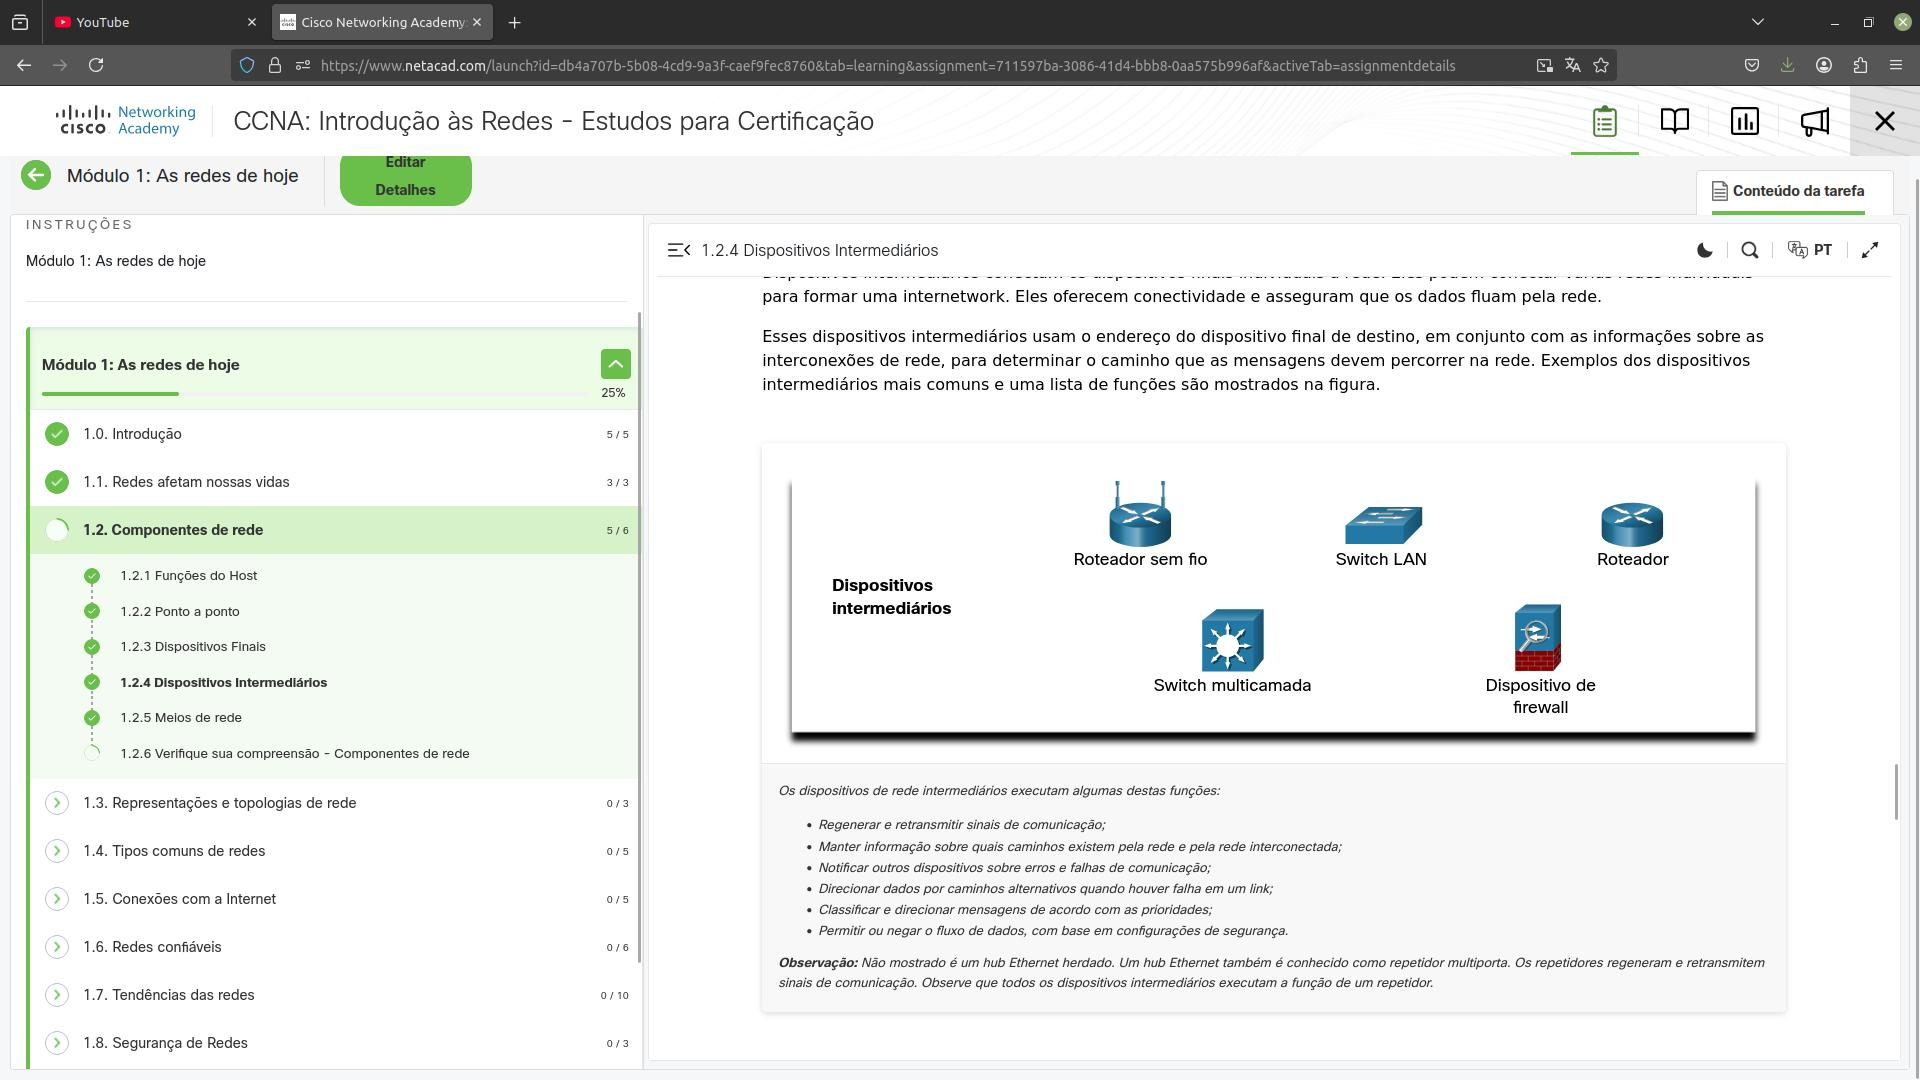 YouTube
Cisco Networking Academy:
https://www.netacad.com/launch?id=db4a707b-5b08-4cd9-9a3f-caef9fec8760&tab=learning&assignment=711597ba-3086-41d4-bbb8-0aa575b996af&activeTab=assignmentdetails
cisco Networking Academy
CCNA: Introdução às Redes - Estudos para Certificação
Módulo 1: As redes de hoje
Editar
Detalhes
Conteúdo da tarefa
INSTRUÇÕES
Módulo 1: As redes de hoje
Módulo 1: As redes de hoje
25%
1.0. Introdução 5 / 5
1.1. Redes afetam nossas vidas 3 / 3
1.2. Componentes de rede 5 / 6
1.2.1 Funções do Host
1.2.2 Ponto a ponto
1.2.3 Dispositivos Finais
1.2.4 Dispositivos Intermediários
1.2.5 Meios de rede
1.2.6 Verifique sua compreensão - Componentes de rede
1.3. Representações e topologias de rede 0 / 3
1.4. Tipos comuns de redes 0 / 5
1.5. Conexões com a Internet 0 / 5
1.6. Redes confiáveis 0 / 6
1.7. Tendências das redes 0 / 10
1.8. Segurança de Redes 0 / 3
1.2.4 Dispositivos Intermediários
PT
Dispositivos intermediários conectam os dispositivos finais individuais à rede. Eles podem conectar várias redes individuais
para formar uma internetwork. Eles oferecem conectividade e asseguram que os dados fluam pela rede.
Esses dispositivos intermediários usam o endereço do dispositivo final de destino, em conjunto com as informações sobre as
interconexões de rede, para determinar o caminho que as mensagens devem percorrer na rede. Exemplos dos dispositivos
intermediários mais comuns e uma lista de funções são mostrados na figura.
Roteador sem fio
Switch LAN
Roteador
Dispositivos
intermediários
Switch multicamada
Dispositivo de
firewall
Os dispositivos de rede intermediários executam algumas destas funções:
• Regenerar e retransmitir sinais de comunicação;
• Manter informação sobre quais caminhos existem pela rede e pela rede interconectada;
• Notificar outros dispositivos sobre erros e falhas de comunicação;
• Direcionar dados por caminhos alternativos quando houver falha em um link;
• Classificar e direcionar mensagens de acordo com as prioridades;
• Permitir ou negar o fluxo de dados, com base em configurações de segurança.
Observação: Não mostrado é um hub Ethernet herdado. Um hub Ethernet também é conhecido como repetidor multiporta. Os repetidores regeneram e retransmitem
sinais de comunicação. Observe que todos os dispositivos intermediários executam a função de um repetidor.